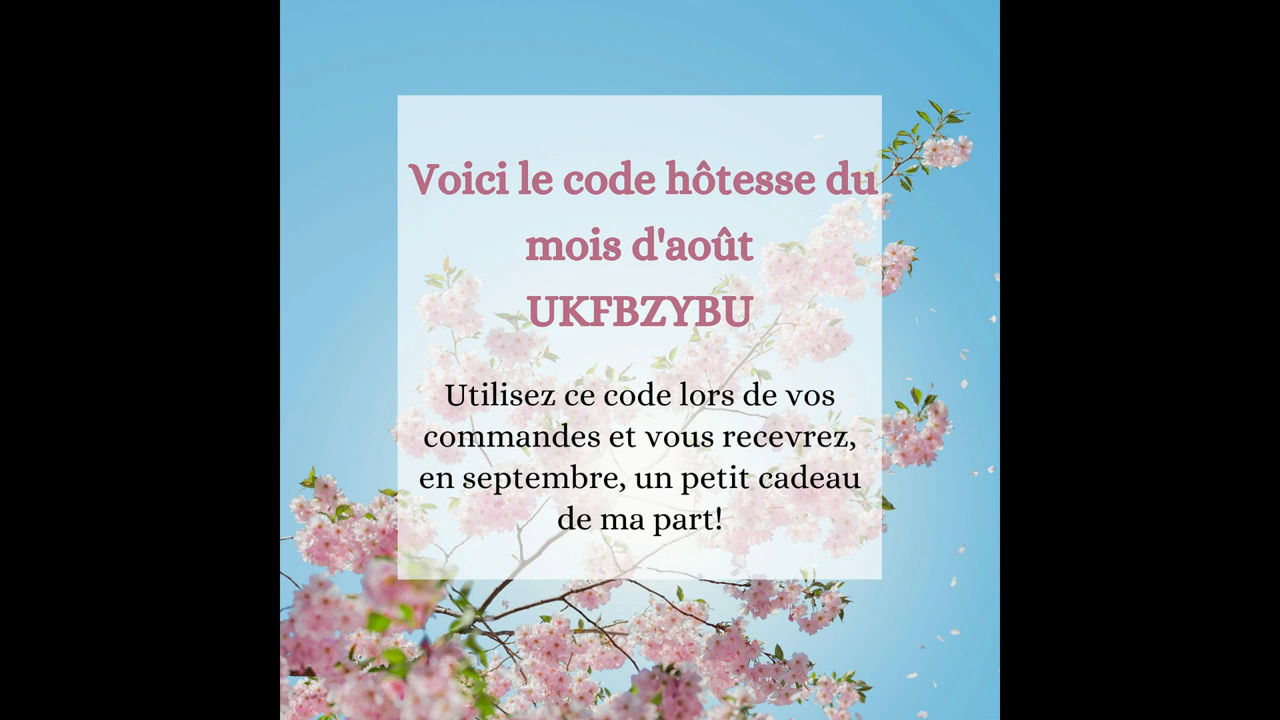 Voici le code hôtesse du
mois d'août
UKFBZYBU
Utilisez ce code lors de vos
commandes et vous recevrez,
en septembre, un petit cadeau
de ma part!